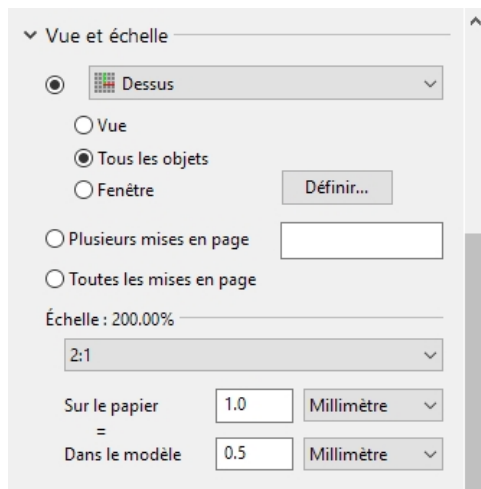 Vue et échelle
Dessus
Vue
Tous les objets
Fenêtre
Définir...
Plusieurs mises en page
Toutes les mises en page
Échelle : 200.00%
2:1
Sur le papier 1.0 Millimètre
=
Dans le modèle 0.5 Millimètre